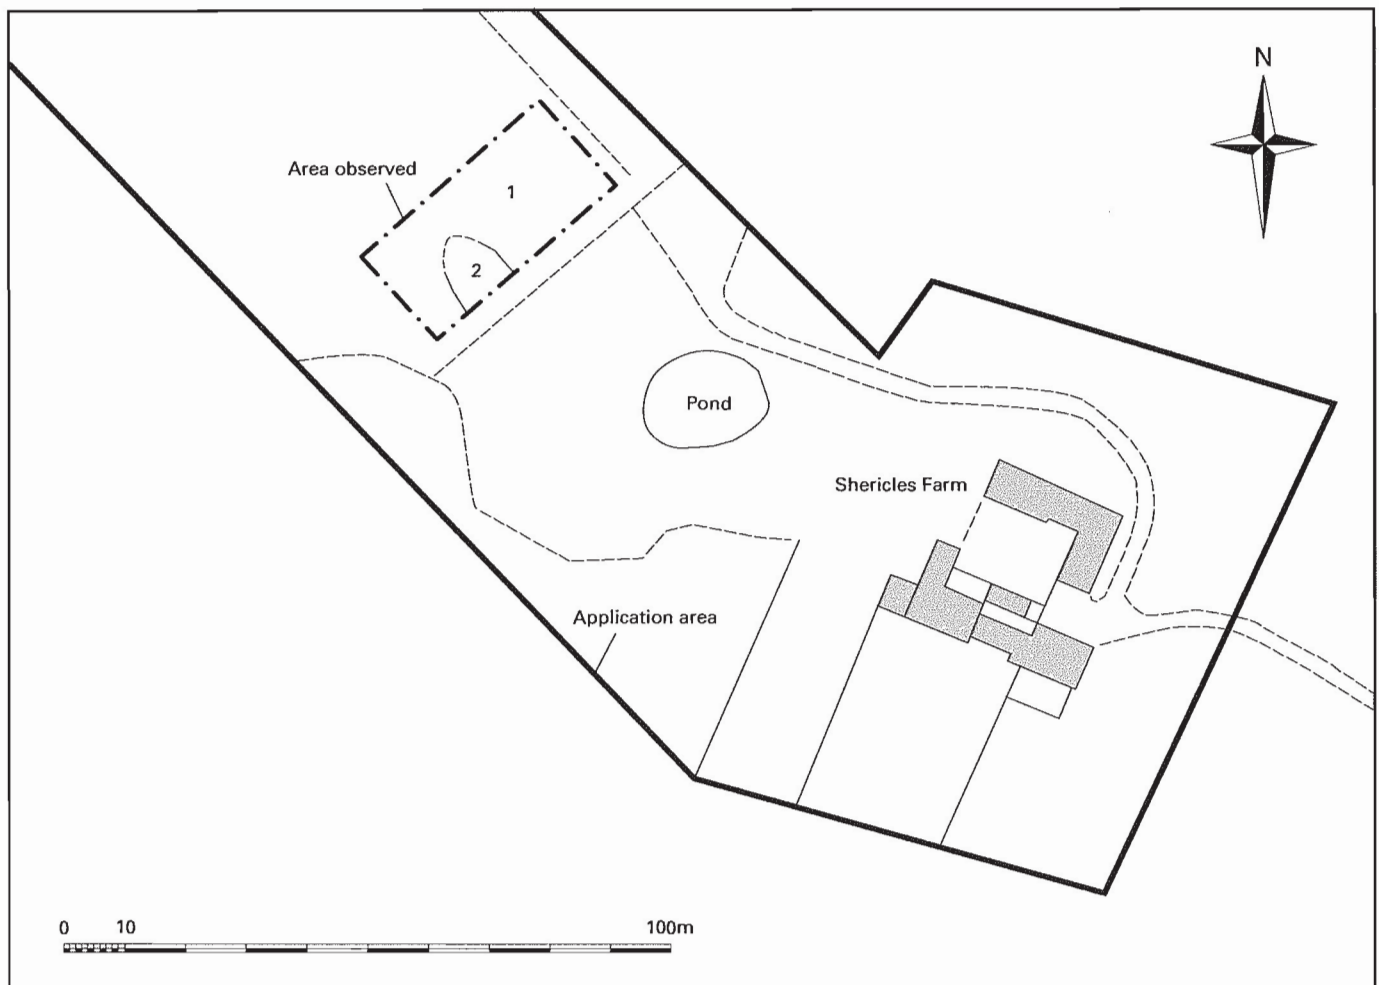 N
Area observed
1
2
Pond
Shericles Farm
Application area
0 10 100m